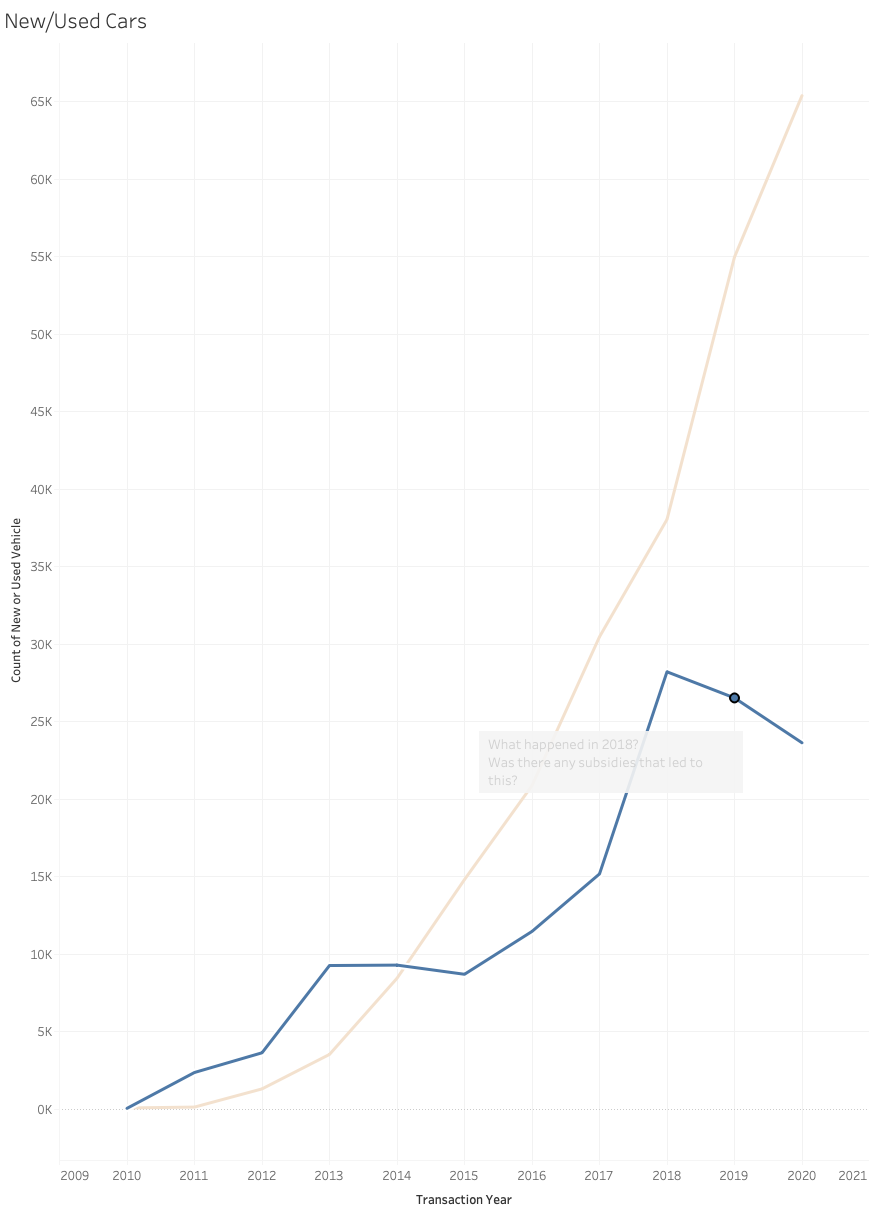 New/Used Cars
65K
60K
55K
50K
45K
40K
35K
30K
25K
20K
15K
10K
5K
0K
Count of New or Used Vehicle
What happened in 2018?
Was there any subsidies that led to
this?
2009 2010 2011 2012 2013 2014 2015 2016 2017 2018 2019 2020 2021
Transaction Year